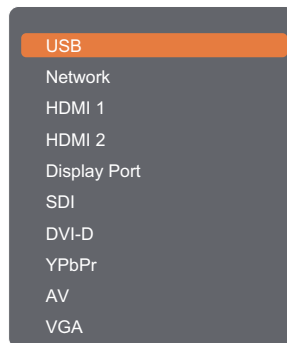 USB
Network
HDMI 1
HDMI 2
Display Port
SDI
DVI-D
YPbPr
AV
VGA